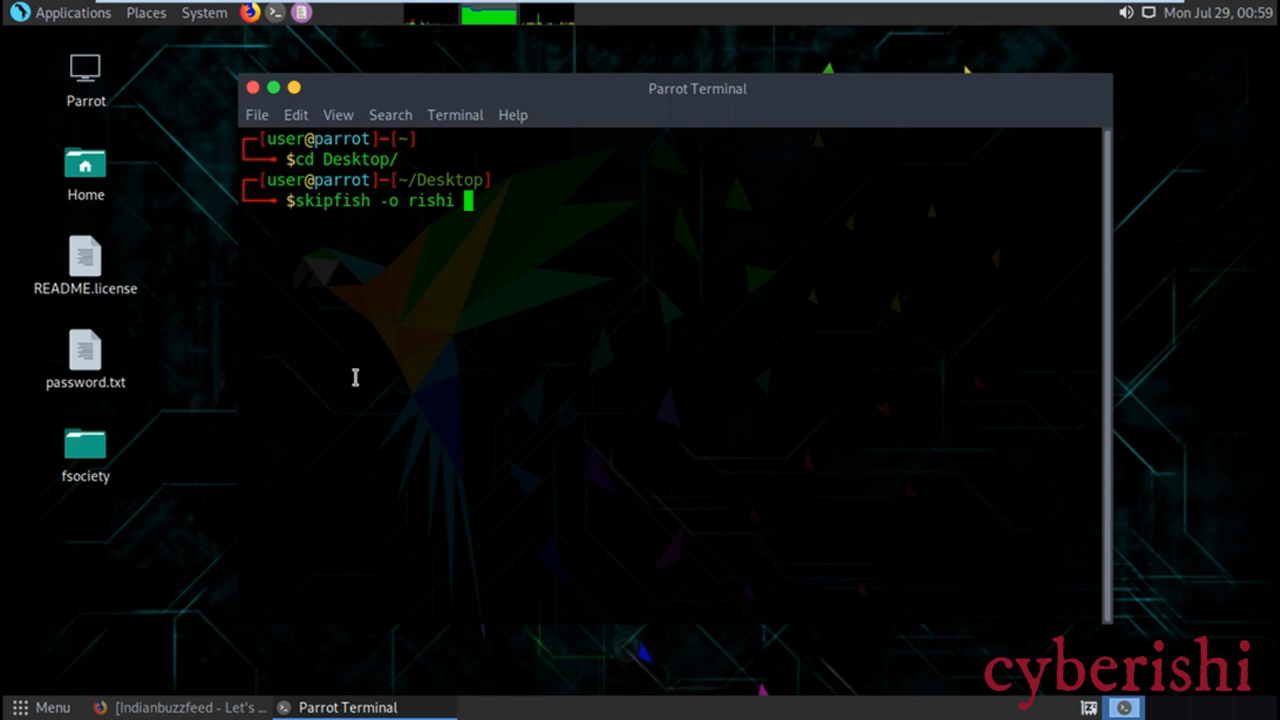 Applications Places System Mon Jul 29, 00:59
Parrot
Home
README.license
password.txt
fsociety
Parrot Terminal
File Edit View Search Terminal Help
[user@parrot]-[~]
$cd Desktop/
[user@parrot]-[~/Desktop]
$skipfish -o rishi
cyberishi
Menu [Indianbuzzfeed - Let's ... Parrot Terminal